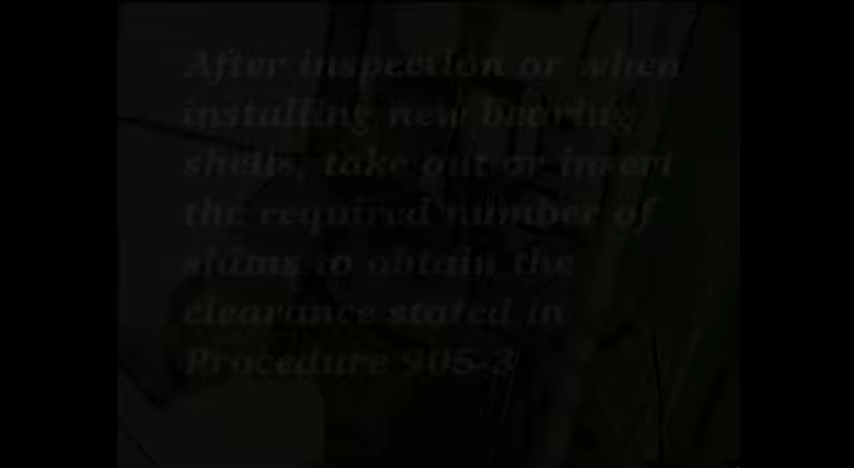 After inspection or when
installing new bearing
shells, take out or insert
the required number of
shims to obtain the
clearance stated in
Procedure 905-3